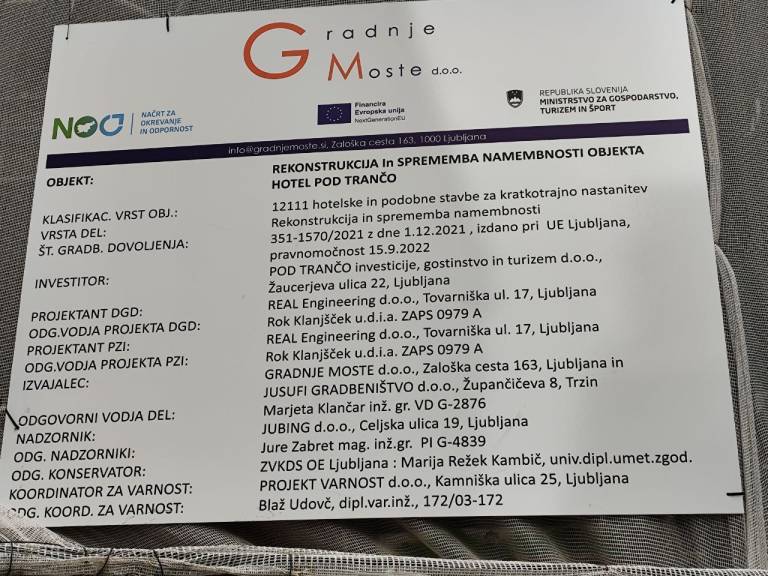 Gradnje
Moste d.o.o.
NOO
NAČRT ZA
OKREVANJE
IN ODPORNOST
Financira
Evropska unija
NextGenerationEU
REPUBLIKA SLOVENIJA
MINISTRSTVO ZA GOSPODARSTVO,
TURIZEM IN ŠPORT
info@gradnjemoste.si, Zaloška cesta 163, 1000 Ljubljana
OBJEKT: REKONSTRUKCIJA In SPREMEMBA NAMEMBNOSTI OBJEKTA
HOTEL POD TRANČO
KLASIFIKAC. VRST OBJ.: 12111 hotelske in podobne stavbe za kratkotrajno nastanitev
VRSTA DEL: Rekonstrukcija in sprememba namembnosti
ŠT. GRADB. DOVOLJENJA: 351-1570/2021 z dne 1.12.2021 , izdano pri UE Ljubljana,
pravnomočnost 15.9.2022
INVESTITOR: POD TRANČO investicije, gostinstvo in turizem d.o.o.,
Žaucerjeva ulica 22, Ljubljana
PROJEKTANT DGD: REAL Engineering d.o.o., Tovarniška ul. 17, Ljubljana
ODG.VODJA PROJEKTA DGD: Rok Klanjšček u.d.i.a. ZAPS 0979 A
PROJEKTANT PZI: REAL Engineering d.o.o., Tovarniška ul. 17, Ljubljana
ODG.VODJA PROJEKTA PZI: Rok Klanjšček u.d.i.a. ZAPS 0979 A
IZVAJALEC: GRADNJE MOSTE d.o.o., Zaloška cesta 163, Ljubljana in
JUSUFI GRADBENIŠTVO d.o.o., Župančičeva 8, Trzin
ODGOVORNI VODJA DEL: Marjeta Klančar inž. gr. VD G-2876
NADZORNIK: JUBING d.o.o., Celjska ulica 19, Ljubljana
ODG. NADZORNIKI: Jure Zabret mag. inž.gr. PI G-4839
ODG. KONSERVATOR: ZVKDS OE Ljubljana : Marija Režek Kambič, univ.dipl.umet.zgod.
KOORDINATOR ZA VARNOST: PROJEKT VARNOST d.o.o., Kamniška ulica 25, Ljubljana
ODG. KOORD. ZA VARNOST: Blaž Udovč, dipl.var.inž., 172/03-172